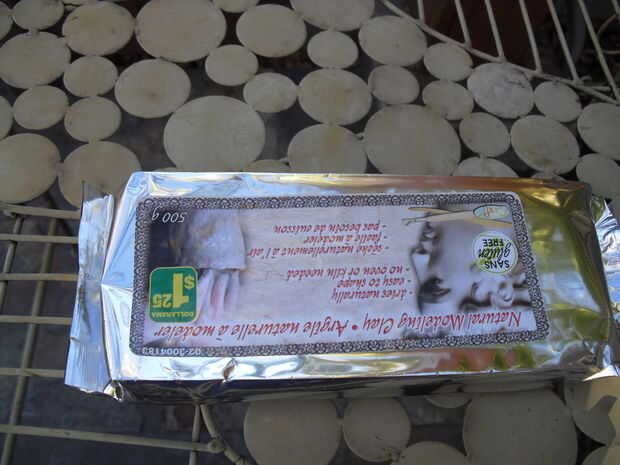 Natural Modeling Clay • Argile naturelle à modeler
- dries naturally
- easy to shape
- no oven or kiln needed
- sèche naturellement à l'air
- facile à modeler
- pas besoin de cuisson
SANS
gluten
FREE
DOLLARAMA
$1.25
500 g